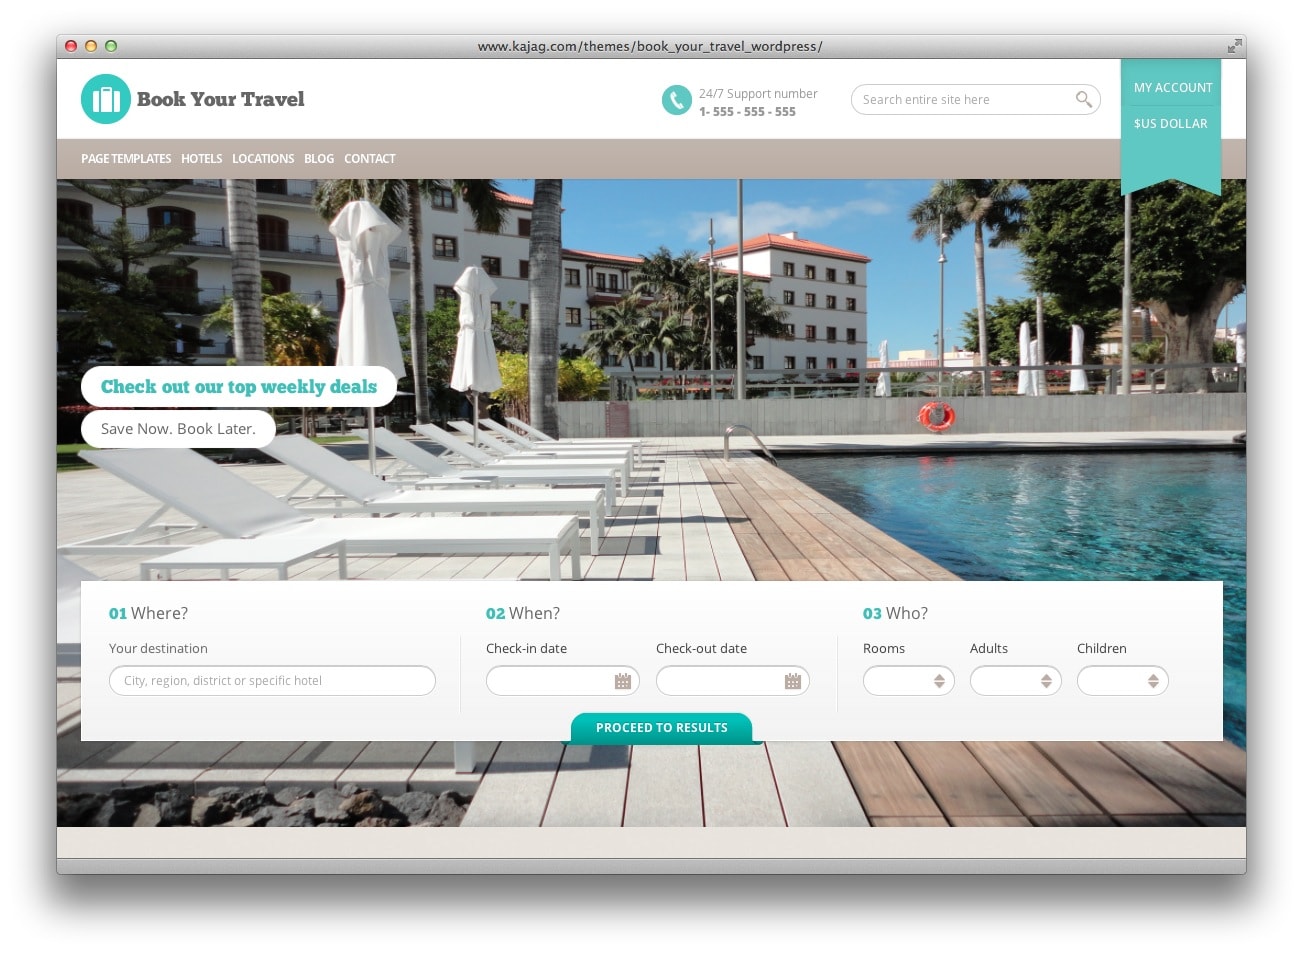 www.kajag.com/themes/book_your_travel_wordpress/
Book Your Travel
24/7 Support number
1- 555 - 555 - 555
Search entire site here
MY ACCOUNT
$US DOLLAR
PAGE TEMPLATES HOTELS LOCATIONS BLOG CONTACT
Check out our top weekly deals
Save Now. Book Later.
01 Where?
Your destination
City, region, district or specific hotel
02 When?
Check-in date
Check-out date
03 Who?
Rooms
Adults
Children
PROCEED TO RESULTS